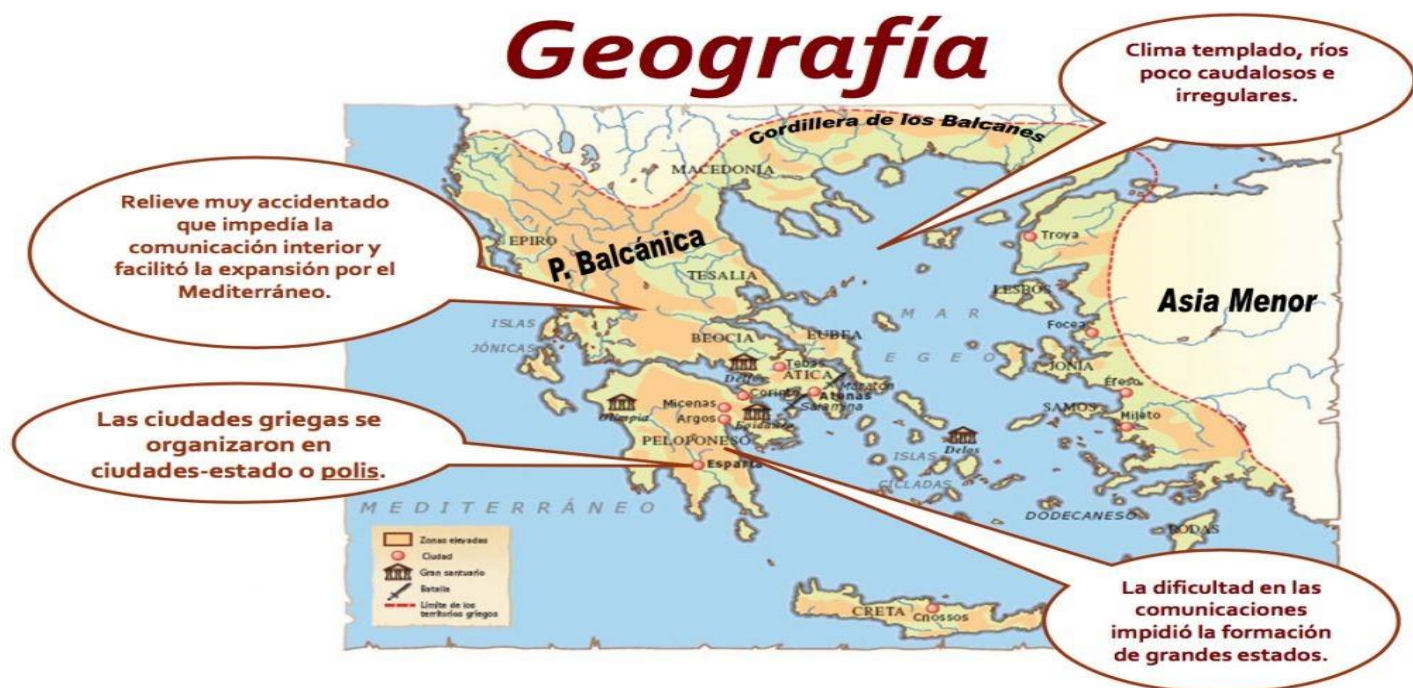 Geografía
Clima templado, ríos
poco caudalosos e
irregulares.
Cordillera de los Balcanes
MACEDONIA
Relieve muy accidentado
que impedía la
comunicación interior y
facilitó la expansión por el
Mediterráneo.
EPIRO
P. Balcánica
TESALIA
Troya
LESBOS
Asia Menor
MAR
EGEO
ISLAS
JÓNICAS
BEOCIA
EUBEA
Focea
JONIA
Delfos
Tebas
ÁTICA
Maratón
Corinto
Atenas
Salamina
Éfeso
SAMOS
Mileto
Las ciudades griegas se
organizaron en
ciudades-estado o polis.
Olimpia
Micenas
Argos
Epidauro
PELOPONESO
Esparta
Delos
ISLAS
CÍCLADAS
MEDITERRÁNEO
DODECANESO
RODAS
Zonas elevadas
Ciudad
Gran santuario
Batalla
Límite de los
territorios griegos
CRETA
Cnossos
La dificultad en las
comunicaciones
impidió la formación
de grandes estados.